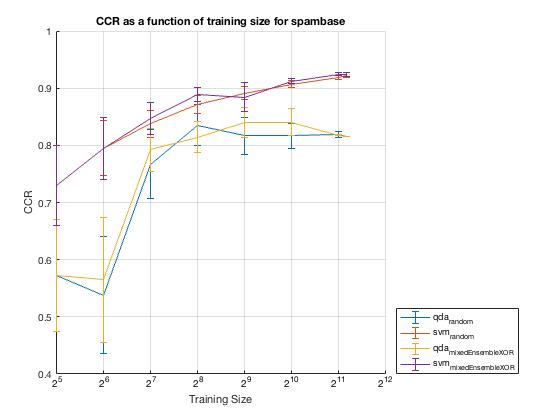 CCR as a function of training size for spambase
1
0.9
0.8
0.7
0.6
0.5
0.4
CCR
2^5 2^6 2^7 2^8 2^9 2^10 2^11 2^12
Training Size
qda_random
svm_random
qda_mixedEnsembleXOR
svm_mixedEnsembleXOR